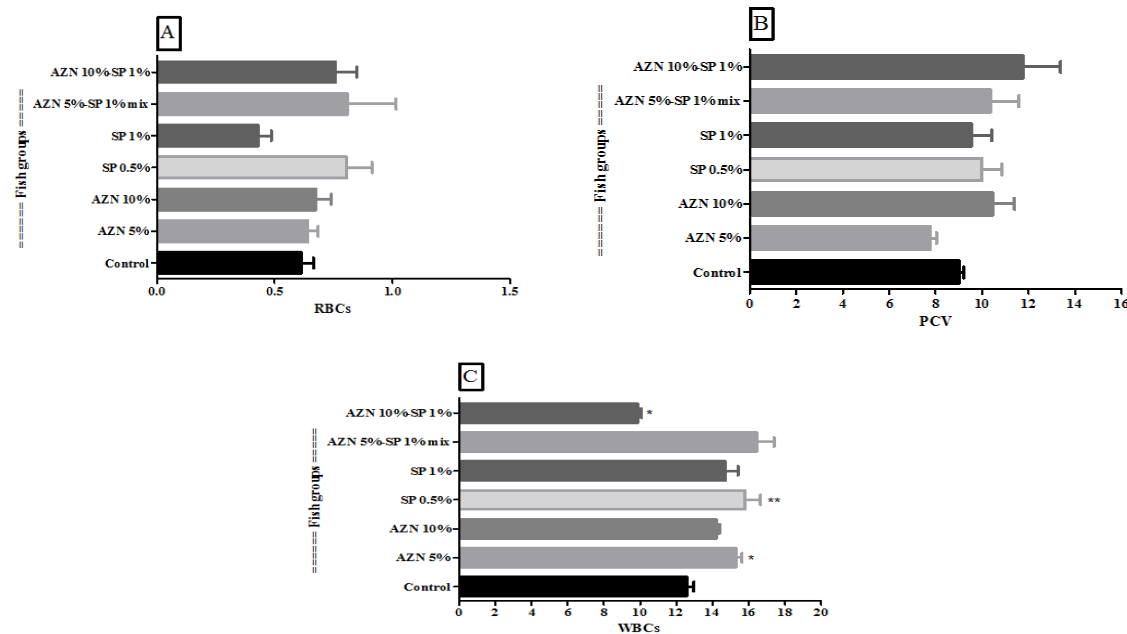 A
AZN 10%-SP 1%
AZN 5%-SP 1% mix
SP 1%
SP 0.5%
AZN 10%
AZN 5%
Control
===== Fish groups =====
0.0 0.5 1.0 1.5
RBCs
B
AZN 10%-SP 1%
AZN 5%-SP 1% mix
SP 1%
SP 0.5%
AZN 10%
AZN 5%
Control
===== Fish groups =====
0 2 4 6 8 10 12 14 16
PCV
C
AZN 10%-SP 1% *
AZN 5%-SP 1% mix
SP 1%
SP 0.5% **
AZN 10%
AZN 5% *
Control
===== Fish groups =====
0 2 4 6 8 10 12 14 16 18 20
WBCs